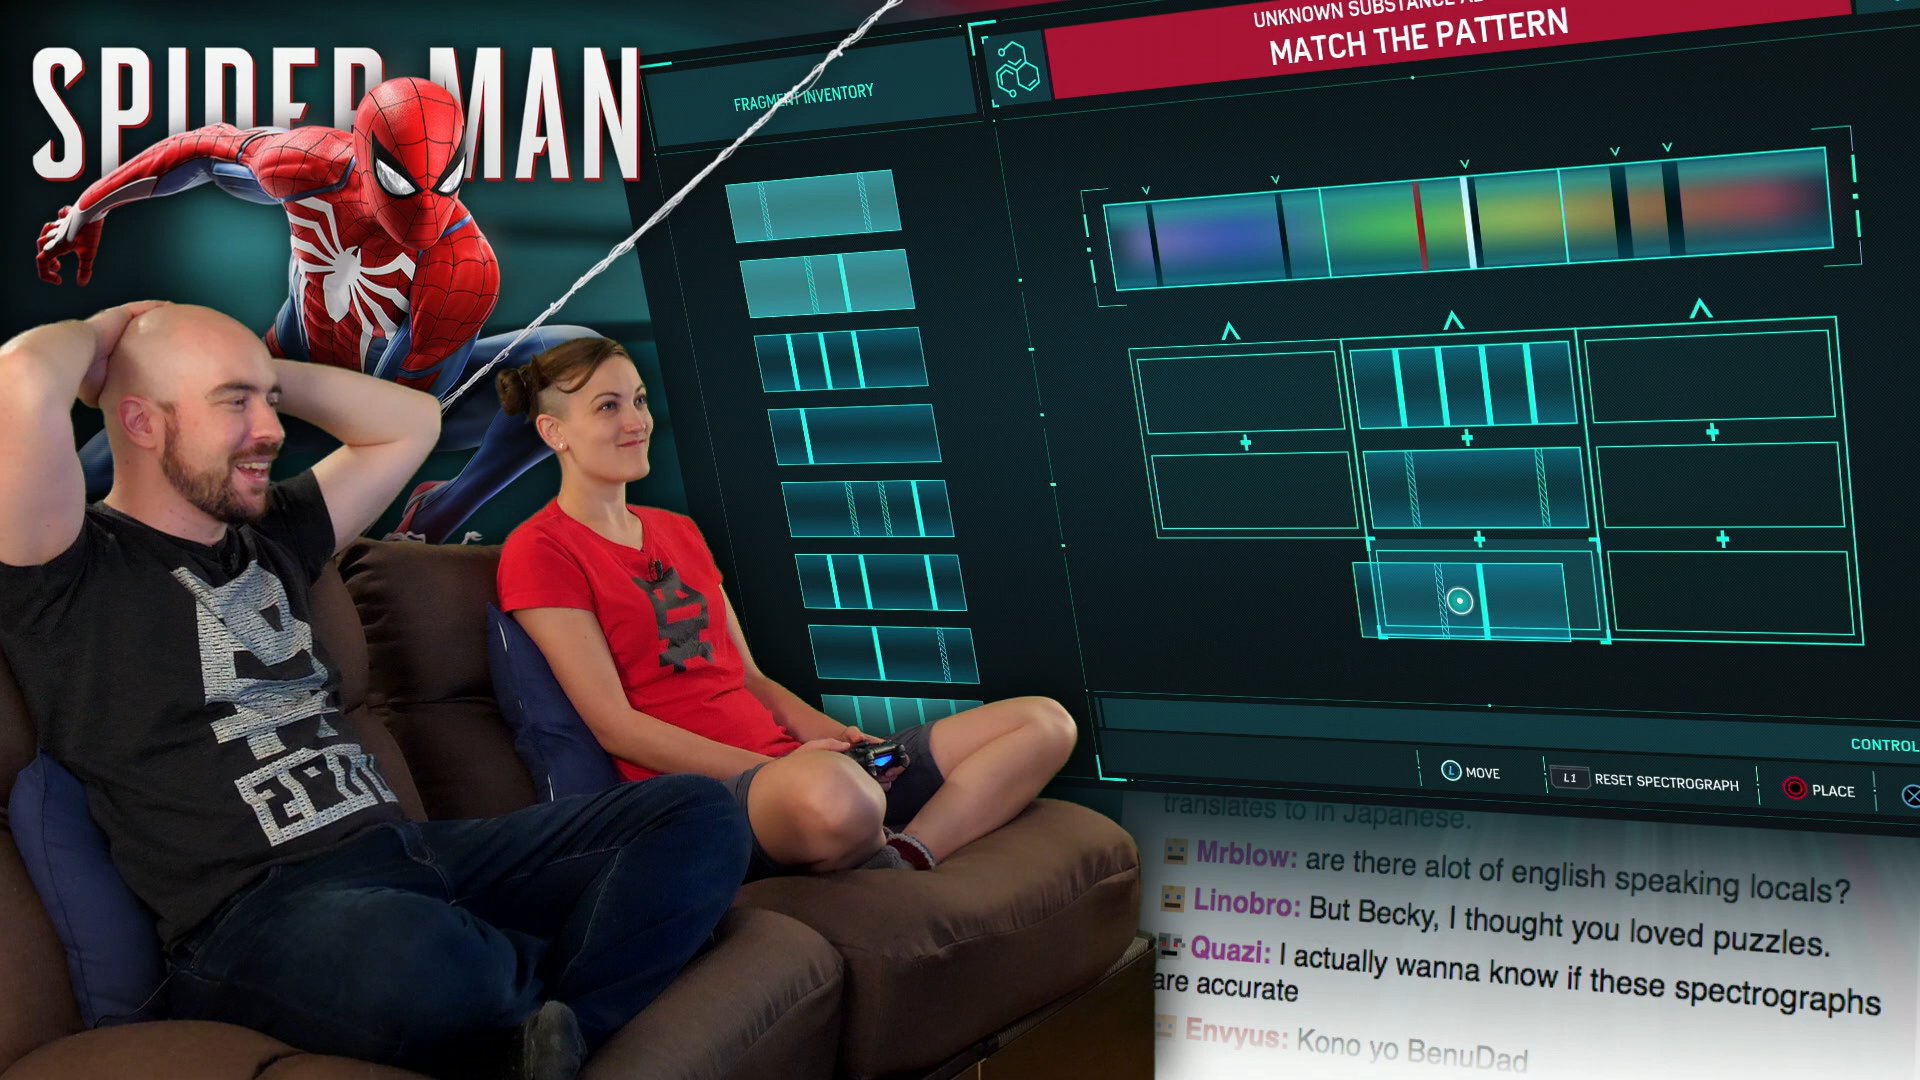 SPIDER-MAN
UNKNOWN SUBSTANCE
MATCH THE PATTERN
FRAGMENT INVENTORY
CONTROL
L MOVE
L1 RESET SPECTROGRAPH
PLACE
translates to in Japanese.
Mrblow: are there alot of english speaking locals?
Linobro: But Becky, I thought you loved puzzles.
Quazi: I actually wanna know if these spectrographs
are accurate
Envyus: Kono yo BenuDad